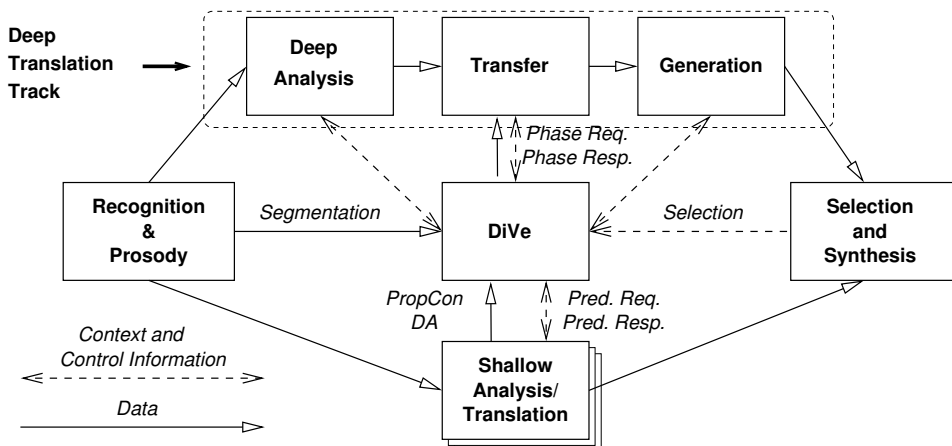 Deep
Translation
Track
Deep
Analysis
Transfer
Generation
Phase Req.
Phase Resp.
Recognition
&
Prosody
Segmentation
DiVe
Selection
Selection
and
Synthesis
PropCon
DA
Pred. Req.
Pred. Resp.
Context and
Control Information
Data
Shallow
Analysis/
Translation